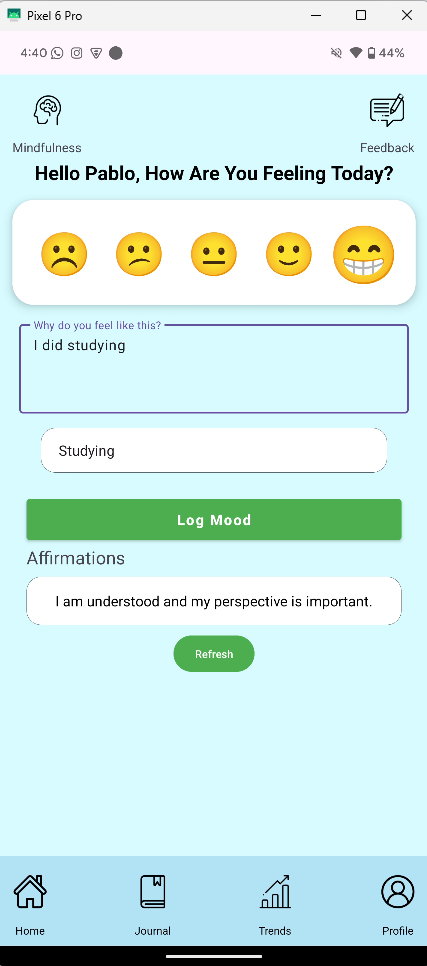 Pixel 6 Pro
4:40
44%
Mindfulness
Feedback
Hello Pablo, How Are You Feeling Today?
Why do you feel like this?
I did studying
Studying
Log Mood
Affirmations
I am understood and my perspective is important.
Refresh
Home
Journal
Trends
Profile